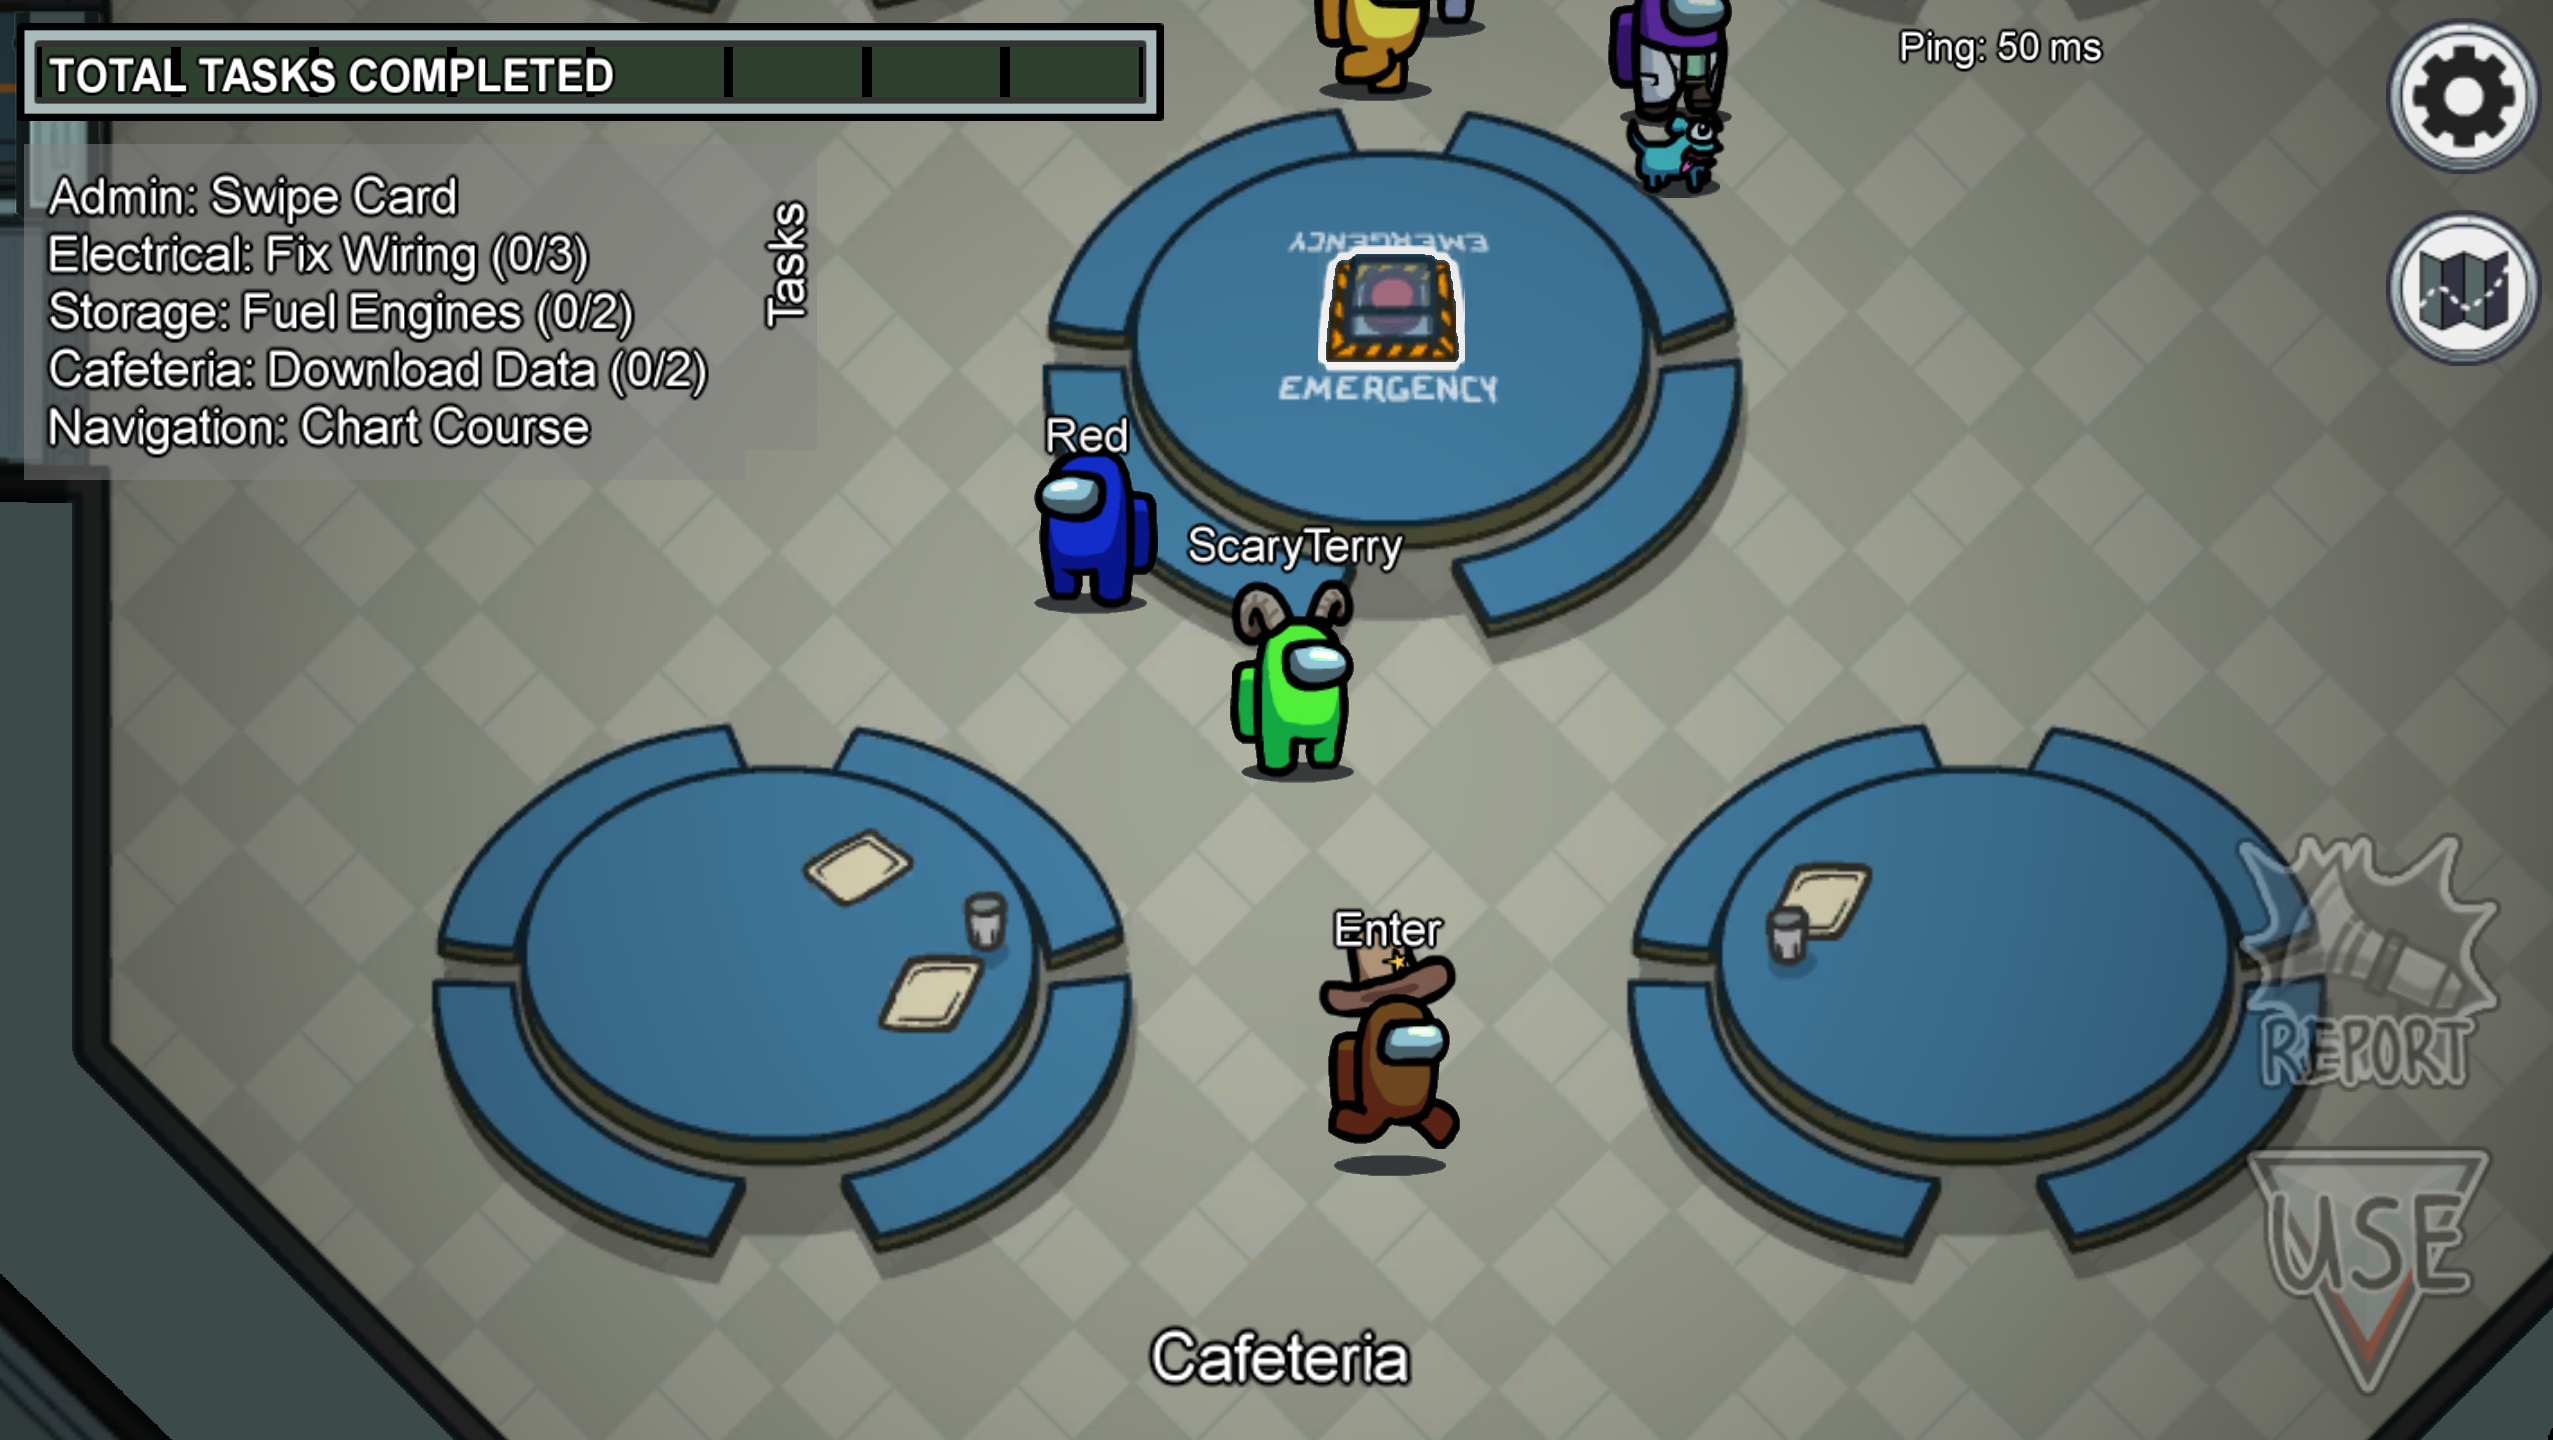 TOTAL TASKS COMPLETED
Ping: 50 ms
Admin: Swipe Card
Electrical: Fix Wiring (0/3)
Storage: Fuel Engines (0/2)
Cafeteria: Download Data (0/2)
Navigation: Chart Course
Tasks
EMERGENCY
EMERGENCY
Red
ScaryTerry
Enter
REPORT
USE
Cafeteria